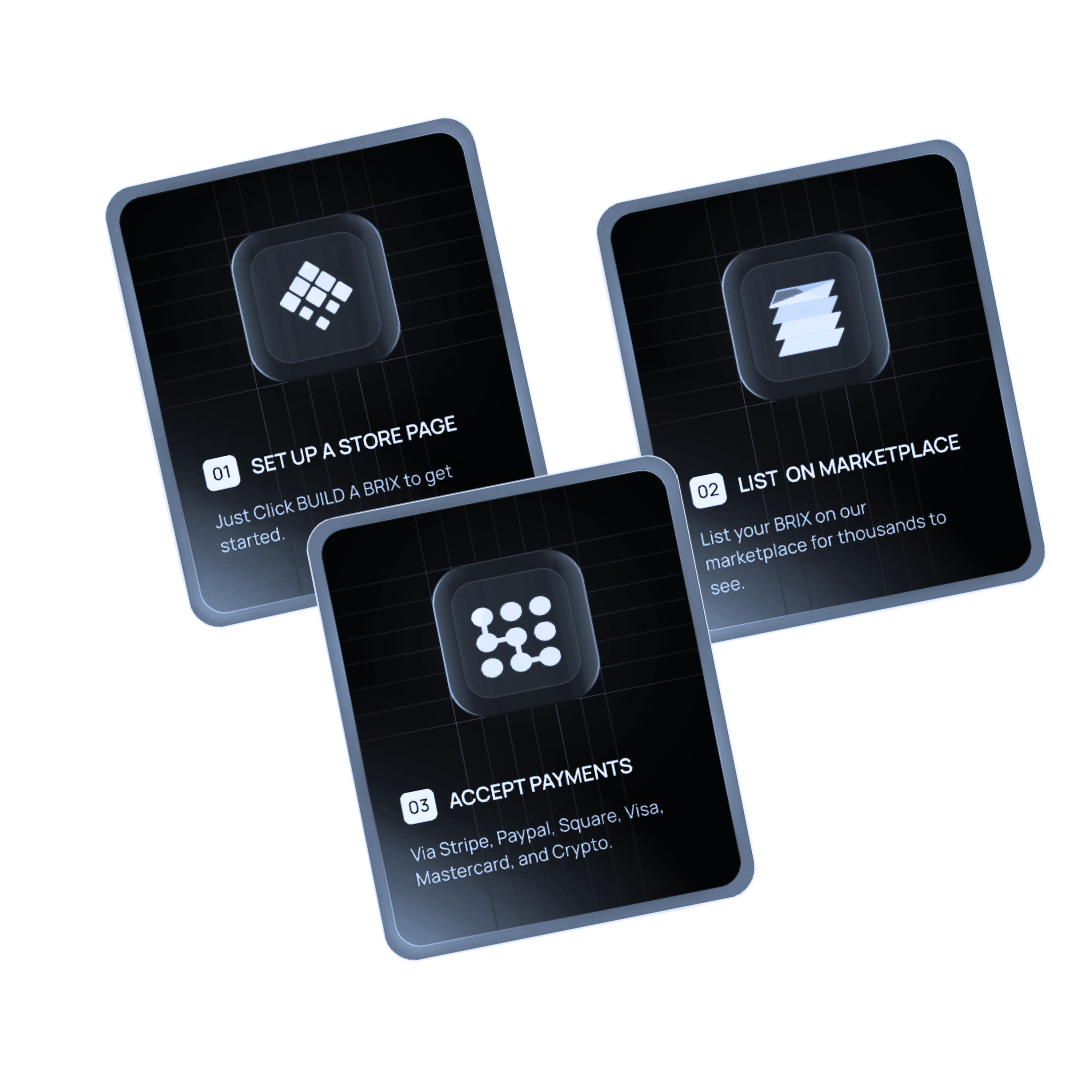 01 SET UP A STORE PAGE
Just Click BUILD A BRIX to get
started.
02 LIST ON MARKETPLACE
List your BRIX on our
marketplace for thousands to
see.
03 ACCEPT PAYMENTS
Via Stripe, Paypal, Square, Visa,
Mastercard, and Crypto.